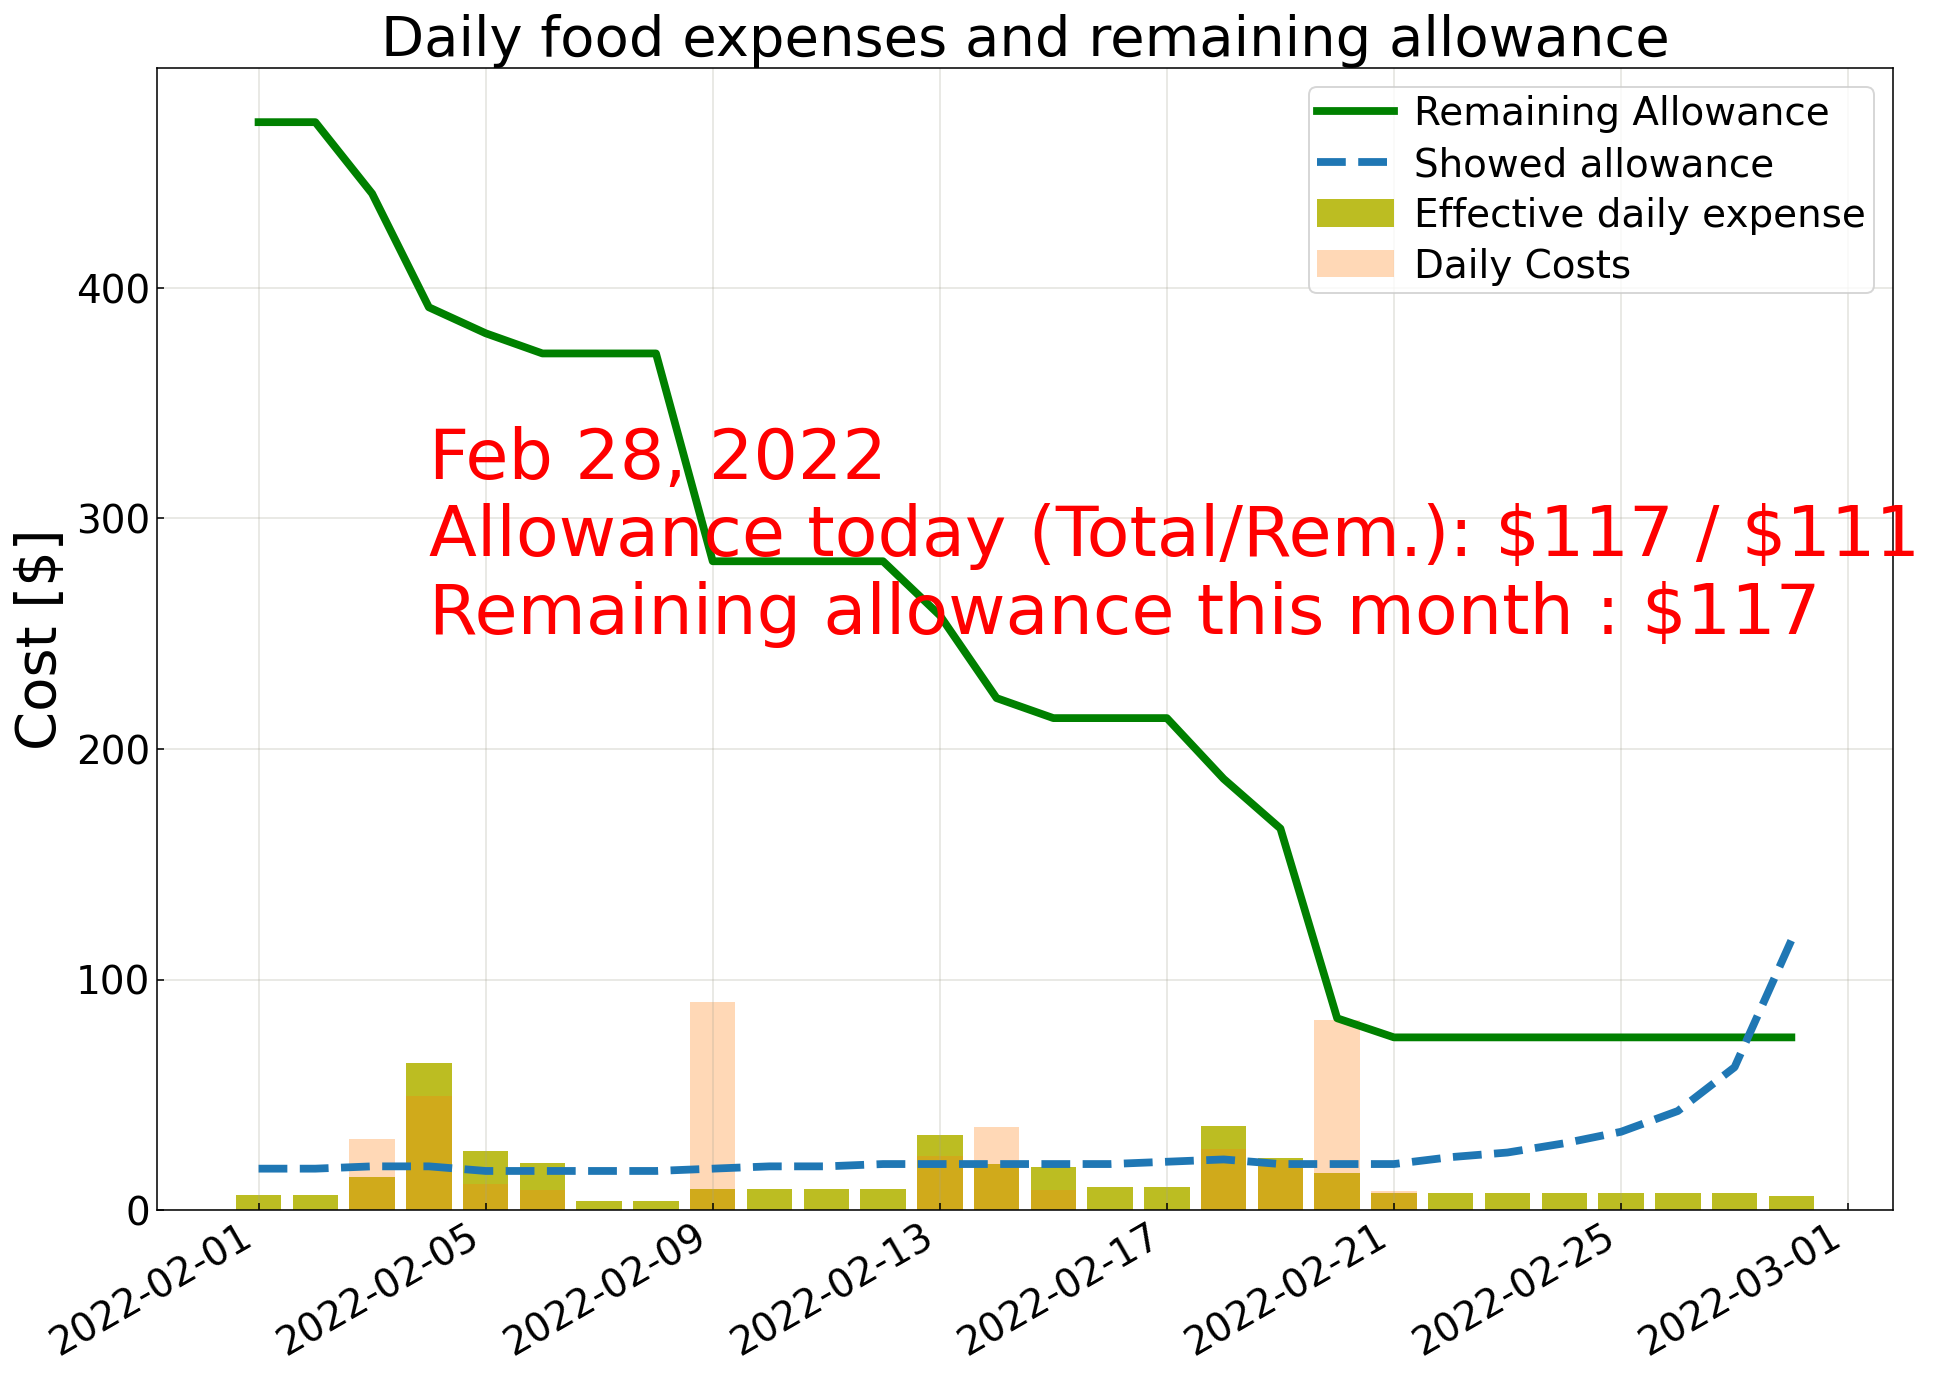 Daily food expenses and remaining allowance
Remaining Allowance
Showed allowance
Effective daily expense
Daily Costs
Feb 28, 2022
Allowance today (Total/Rem.): $117 / $111
Remaining allowance this month : $117
Cost [$]
400
300
200
100
0
2022-02-01
2022-02-05
2022-02-09
2022-02-13
2022-02-17
2022-02-21
2022-02-25
2022-03-01